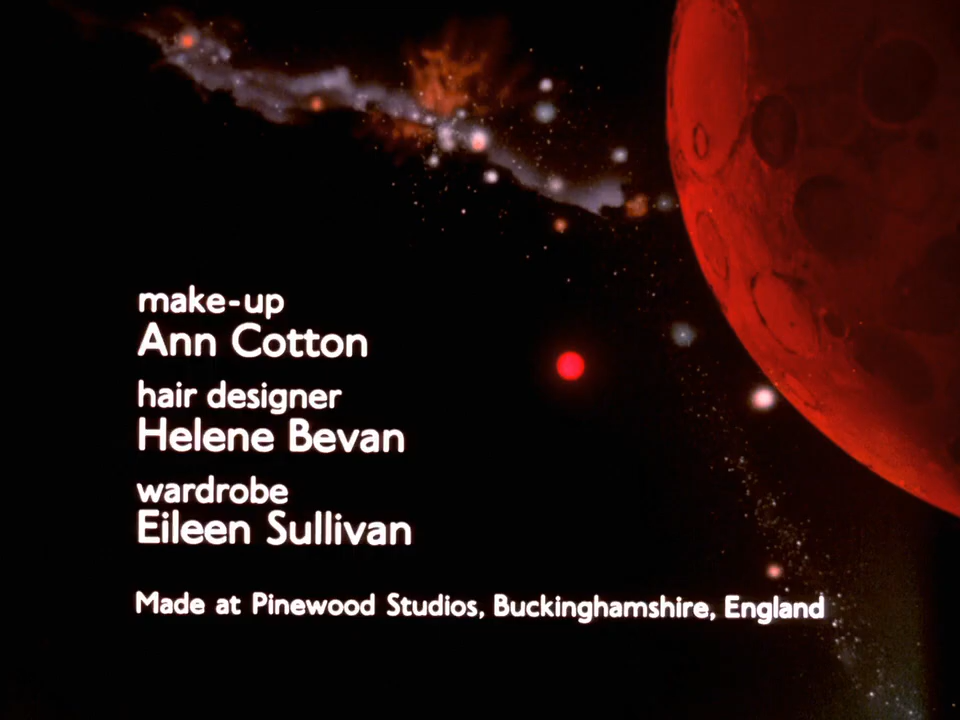 make-up
Ann Cotton
hair designer
Helene Bevan
wardrobe
Eileen Sullivan
Made at Pinewood Studios, Buckinghamshire, England